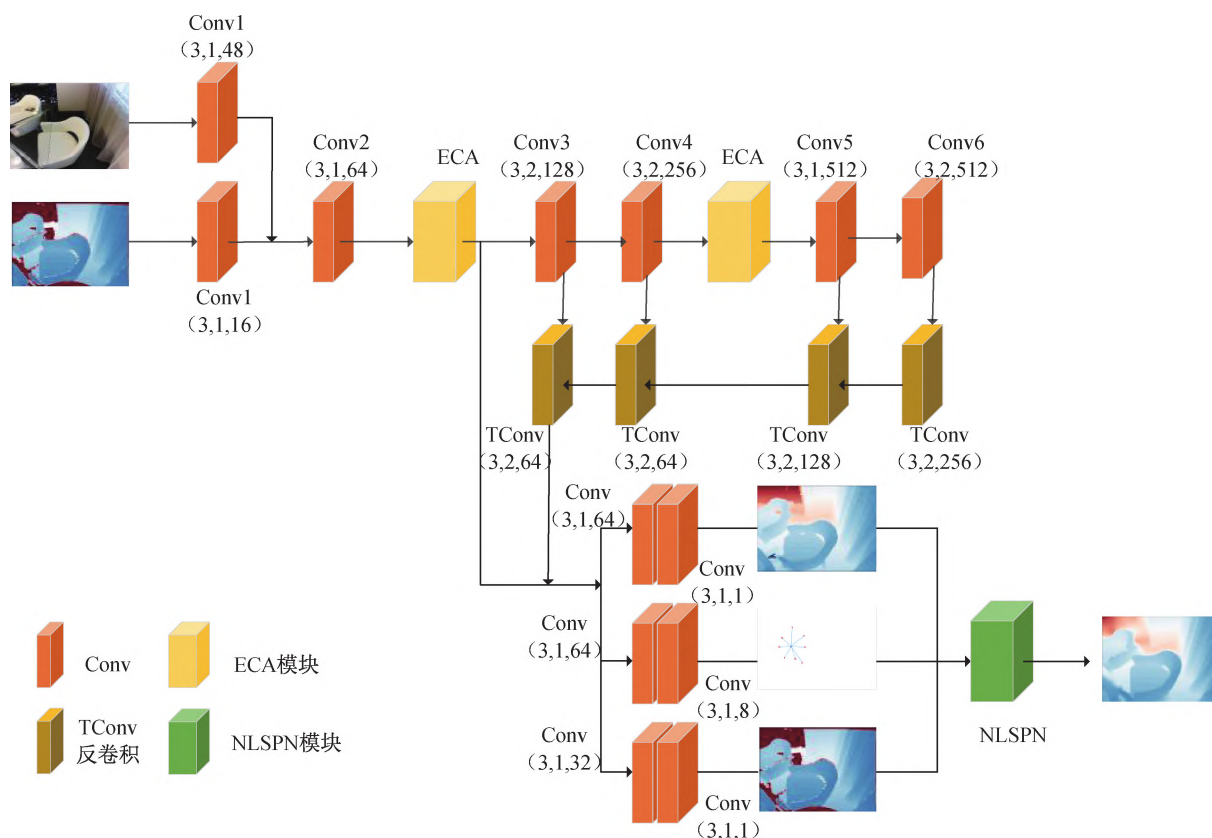 Conv1
（3,1,48）
Conv2
（3,1,64）
ECA
Conv3
（3,2,128）
Conv4
（3,2,256）
ECA
Conv5
（3,1,512）
Conv6
（3,2,512）
Conv1
（3,1,16）
TConv
（3,2,64）
TConv
（3,2,64）
TConv
（3,2,128）
TConv
（3,2,256）
Conv
（3,1,64）
Conv
（3,1,1）
Conv
（3,1,64）
Conv
（3,1,8）
Conv
（3,1,32）
Conv
（3,1,1）
NLSPN
Conv
ECA模块
TConv
反卷积
NLSPN模块